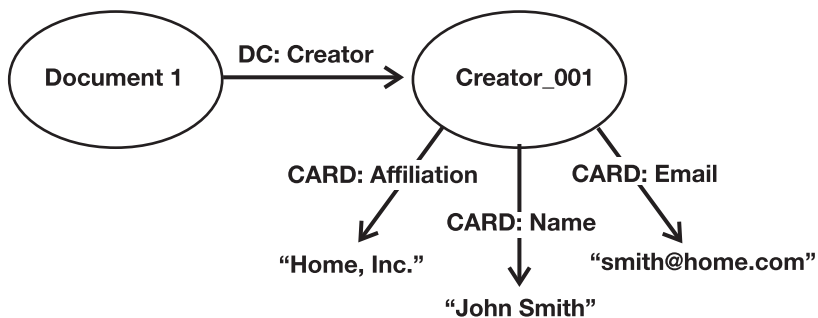 DC: Creator
Document 1
Creator_001
CARD: Affiliation
CARD: Email
CARD: Name
“Home, Inc.”
“smith@home.com”
“John Smith”